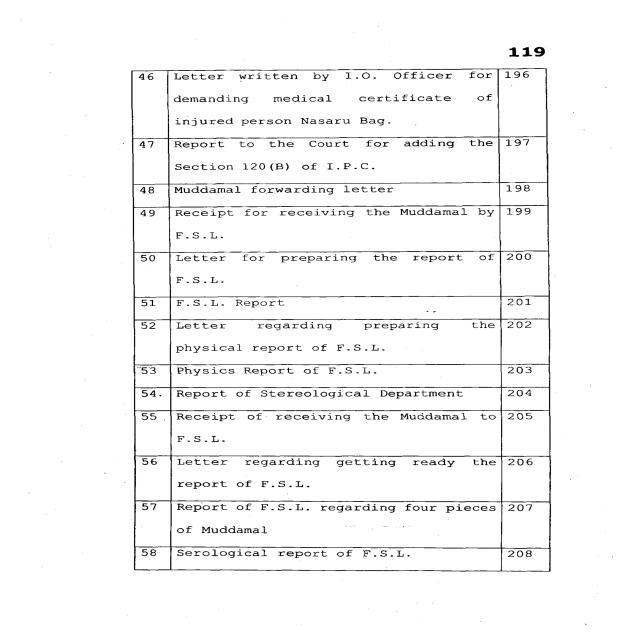 119
46 Letter written by I.O. Officer for 196
demanding medical certificate of
injured person Nasaru Bag.
47 Report to the Court for adding the 197
Section 120(B) of I.P.C.
48 Muddamal forwarding letter 198
49 Receipt for receiving the Muddamal by 199
F.S.L.
50 Letter for preparing the report of 200
F.S.L.
51 F.S.L. Report 201
52 Letter regarding preparing the 202
physical report of F.S.L.
53 Physics Report of F.S.L. 203
54. Report of Stereological Department 204
55 Receipt of receiving the Muddamal to 205
F.S.L.
56 Letter regarding getting ready the 206
report of F.S.L.
57 Report of F.S.L. regarding four pieces 207
of Muddamal
58 Serological report of F.S.L. 208